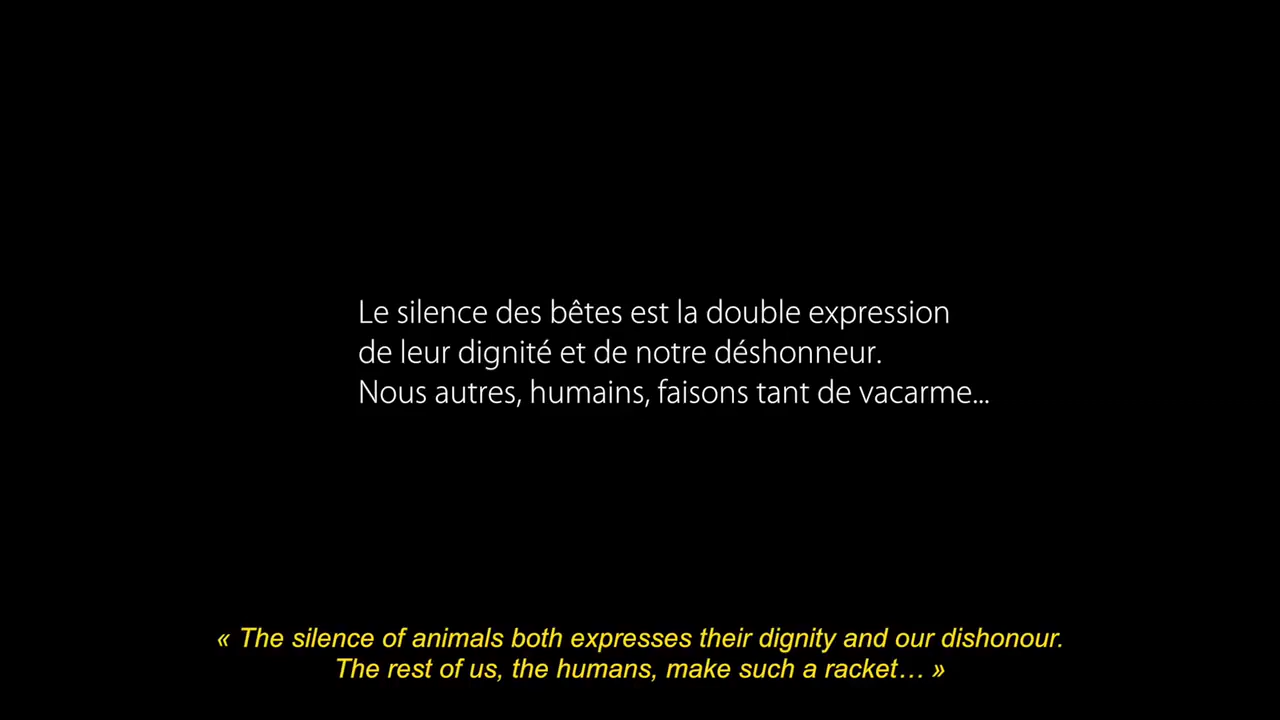 Le silence des bêtes est la double expression
de leur dignité et de notre déshonneur.
Nous autres, humains, faisons tant de vacarme...
« The silence of animals both expresses their dignity and our dishonour.
The rest of us, the humans, make such a racket… »